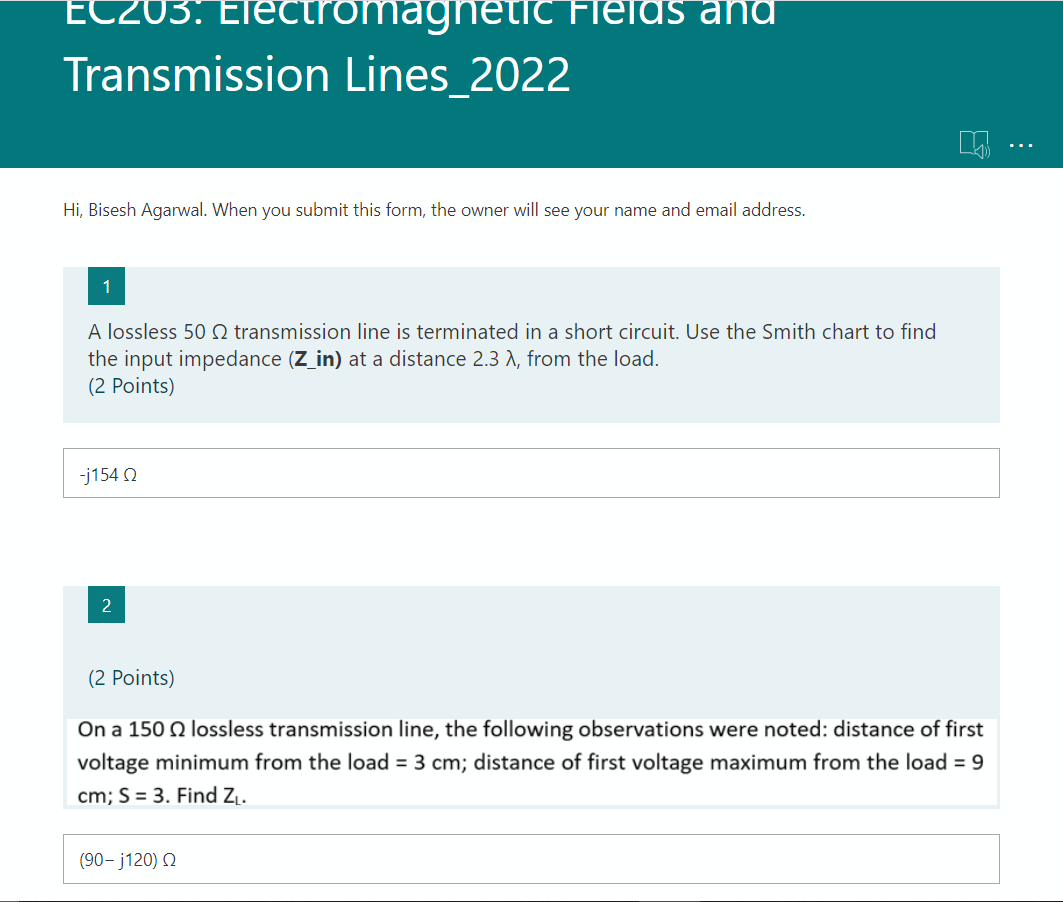 EC203: Electromagnetic Fields and
Transmission Lines_2022
...
Hi, Bisesh Agarwal. When you submit this form, the owner will see your name and email address.
1
A lossless 50 Ω transmission line is terminated in a short circuit. Use the Smith chart to find
the input impedance (Z_in) at a distance 2.3 λ, from the load.
(2 Points)
-j154 Ω
2
(2 Points)
On a 150 Ω lossless transmission line, the following observations were noted: distance of first
voltage minimum from the load = 3 cm; distance of first voltage maximum from the load = 9
cm; S = 3. Find ZL.
(90– j120) Ω